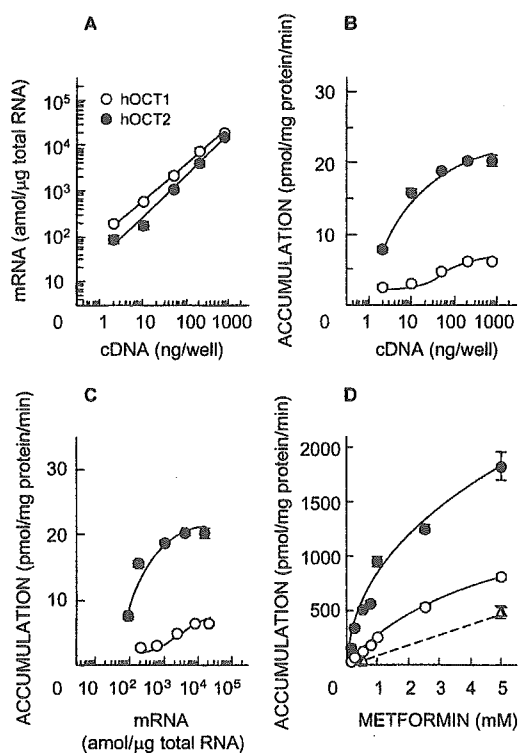 A
○ hOCT1
● hOCT2
10⁵
10⁴
10³
10²
10
0
1 10 100 1000
cDNA (ng/well)
mRNA (amol/μg total RNA)
B
30
20
10
0
1 10 100 1000
cDNA (ng/well)
ACCUMULATION (pmol/mg protein/min)
C
30
20
10
0
10 10² 10³ 10⁴ 10⁵
mRNA
(amol/μg total RNA)
ACCUMULATION (pmol/mg protein/min)
D
2000
1500
1000
500
0 1 2 3 4 5
METFORMIN (mM)
ACCUMULATION (pmol/mg protein/min)